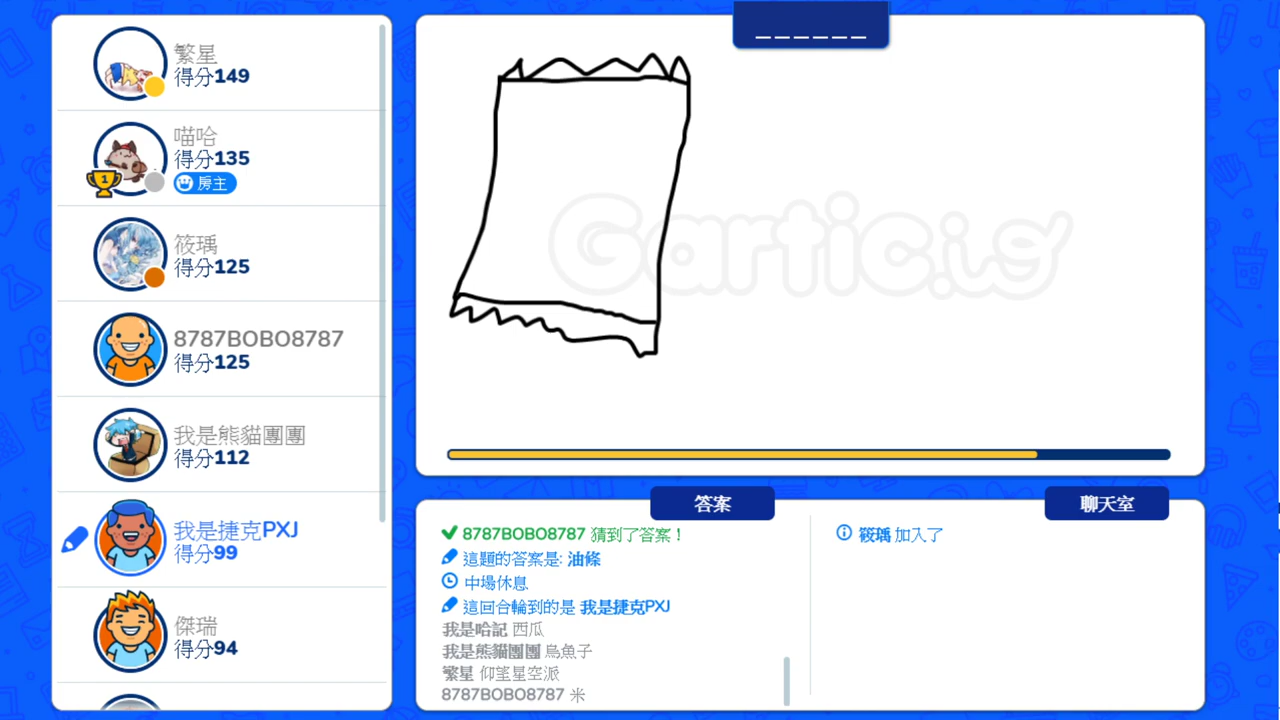 繁星
得分149
喵哈
得分135
1
房主
筱瑀
得分125
8787BOBO8787
得分125
我是熊貓團團
得分112
我是捷克PXJ
得分99
傑瑞
得分94
_ _ _ _ _ _
Gartic.io
答案
8787BOBO8787 猜到了答案！
這題的答案是: 油條
中場休息
這回合輪到的是 我是捷克PXJ
我是哈記 西瓜
我是熊貓團團 烏魚子
繁星 仰望星空派
8787BOBO8787 米
聊天室
筱瑀 加入了